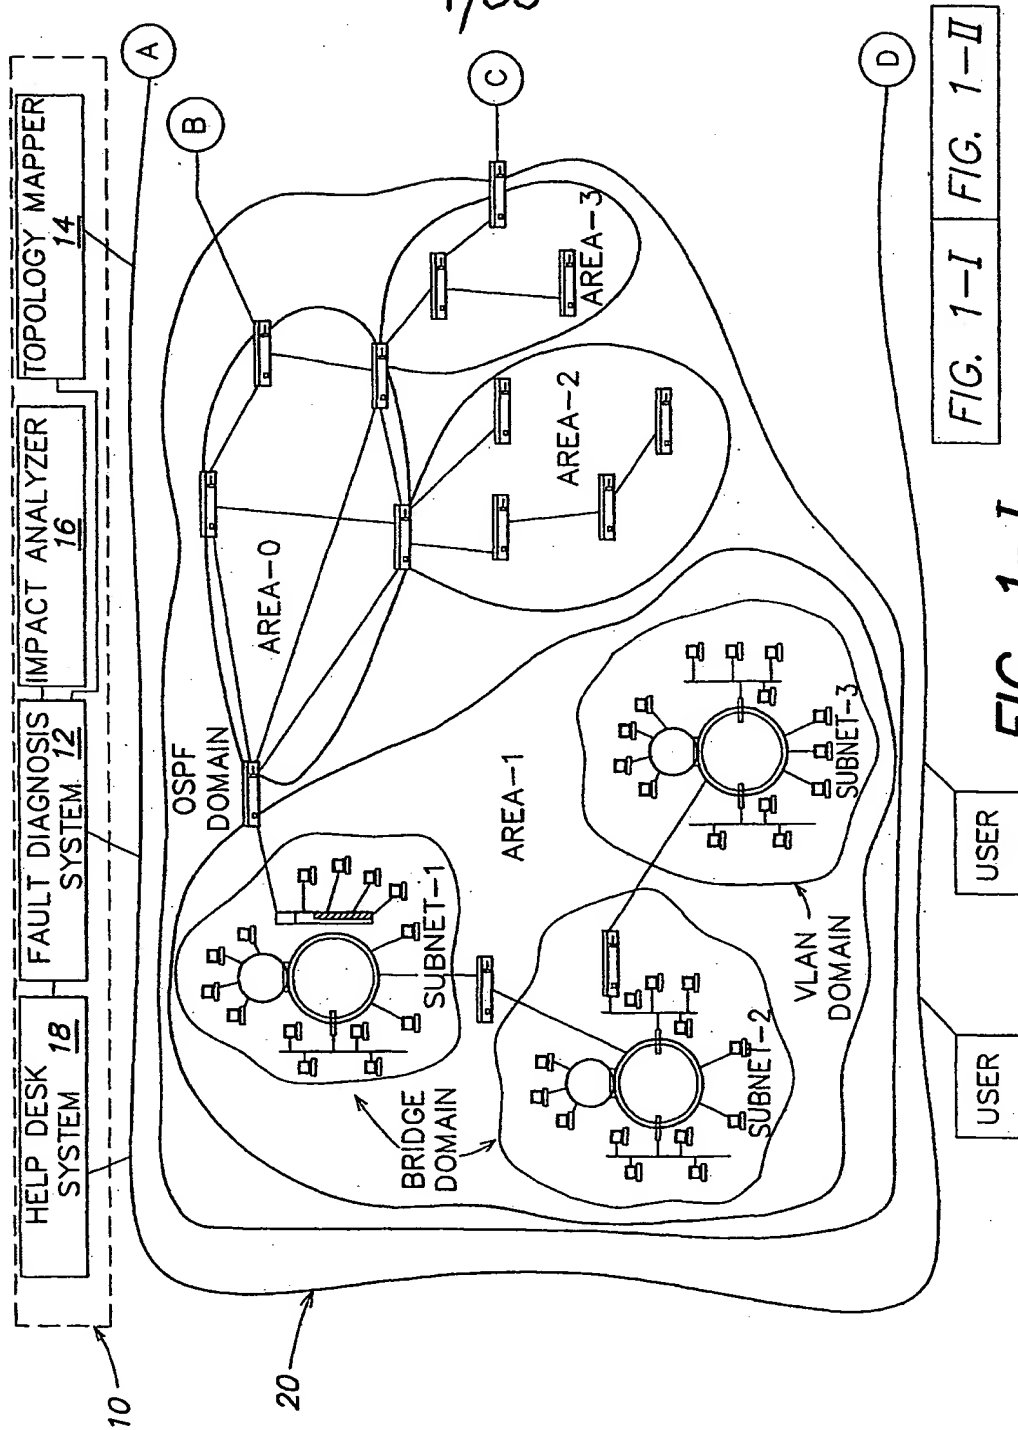 HELP DESK
SYSTEM 18
FAULT DIAGNOSIS
SYSTEM 12
IMPACT ANALYZER
16
TOPOLOGY MAPPER
14
10
20
A
B
C
D
OSPF
DOMAIN
AREA-0
AREA-1
AREA-2
AREA-3
SUBNET-1
SUBNET-2
SUBNET-3
BRIDGE
DOMAIN
VLAN
DOMAIN
USER
USER
FIG. 1-I
FIG. 1-I
FIG. 1-II